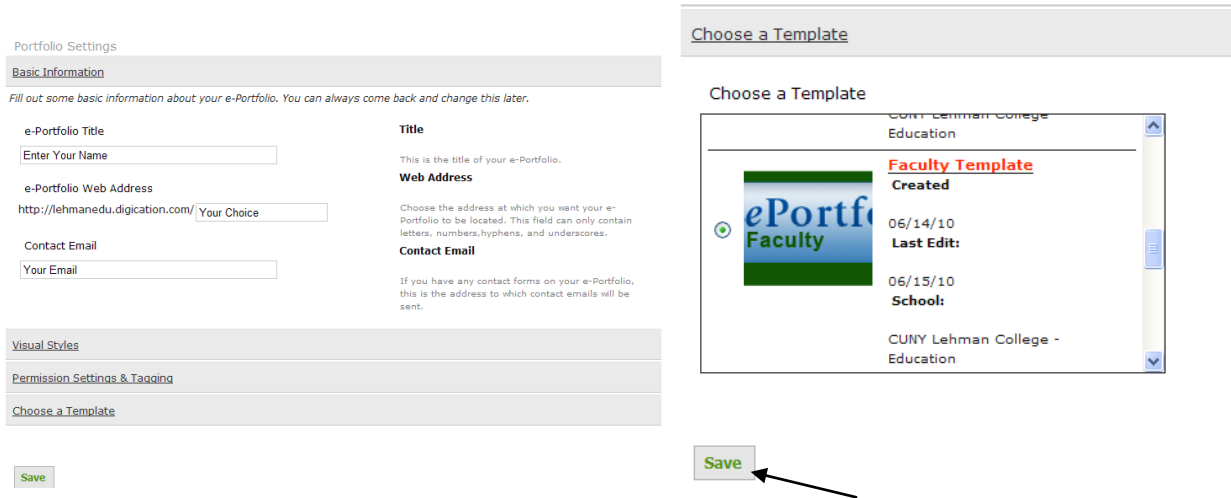 Portfolio Settings
Basic Information
Fill out some basic information about your e-Portfolio. You can always come back and change this later.
e-Portfolio Title
Enter Your Name
e-Portfolio Web Address
http://lehmanedu.digication.com/ Your Choice
Contact Email
Your Email
Title
This is the title of your e-Portfolio.
Web Address
Choose the address at which you want your e-
Portfolio to be located. This field can only contain
letters, numbers,hyphens, and underscores.
Contact Email
If you have any contact forms on your e-Portfolio,
this is the address to which contact emails will be
sent.
Visual Styles
Permission Settings & Tagging
Choose a Template
Save
Choose a Template
Choose a Template
CUNY Lehman College
Education
ePortf
Faculty
Faculty Template
Created
06/14/10
Last Edit:
06/15/10
School:
CUNY Lehman College -
Education
Save